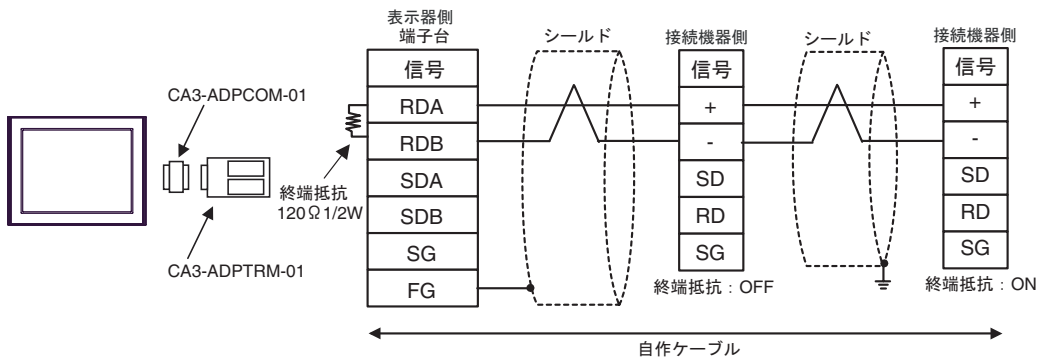 CA3-ADPCOM-01
CA3-ADPTRM-01
終端抵抗
120Ω1/2W
表示器側
端子台
信号
RDA
RDB
SDA
SDB
SG
FG
シールド
接続機器側
信号
+
-
SD
RD
SG
終端抵抗：OFF
シールド
接続機器側
信号
+
-
SD
RD
SG
終端抵抗：ON
自作ケーブル